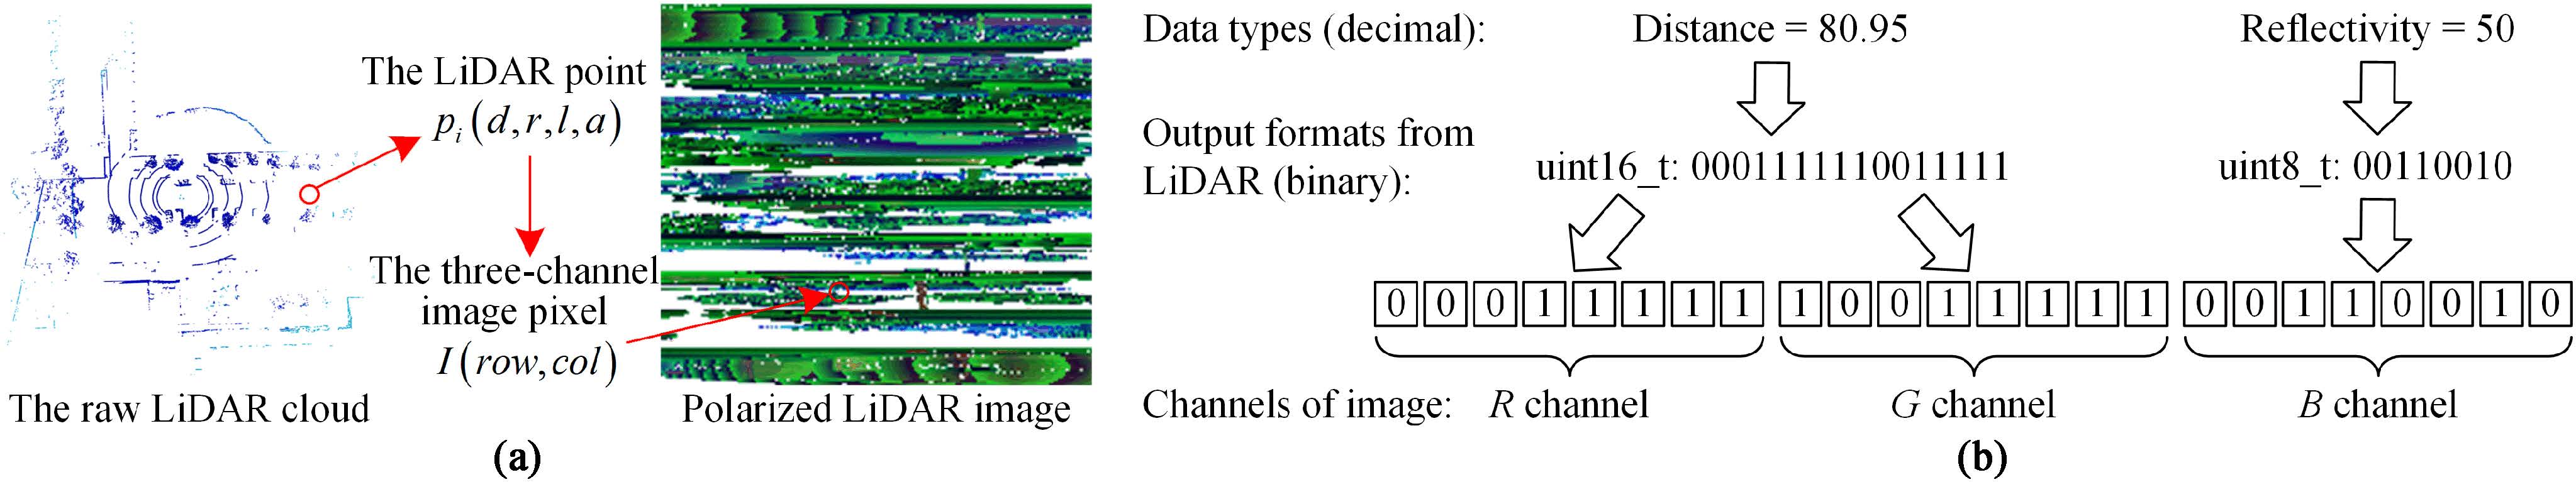 The LiDAR point
p_i(d,r,l,a)
The three-channel
image pixel
I(row,col)
The raw LiDAR cloud
Polarized LiDAR image
(a)
Data types (decimal): Distance = 80.95 Reflectivity = 50
Output formats from
LiDAR (binary):
uint16_t: 0001111110011111 uint8_t: 00110010
0 0 0 1 1 1 1 1 1 0 0 1 1 1 1 1 0 0 1 1 0 0 1 0
Channels of image: R channel G channel B channel
(b)